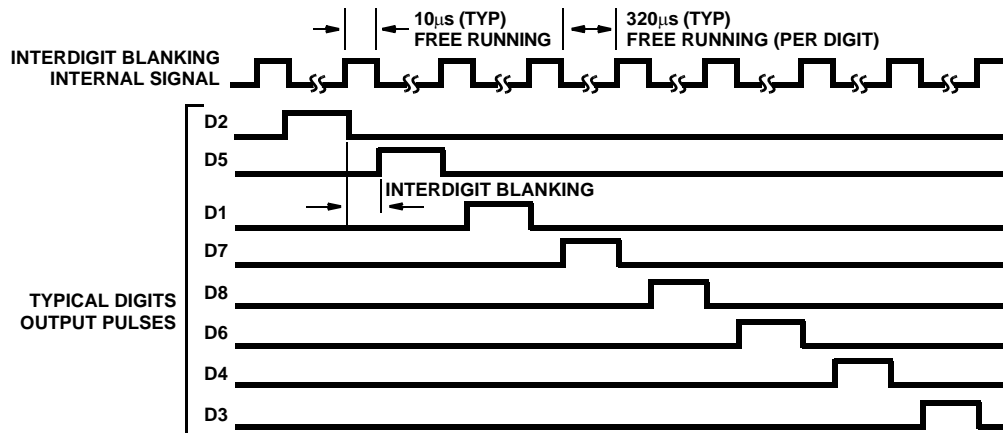 10µs (TYP)
FREE RUNNING
320µs (TYP)
FREE RUNNING (PER DIGIT)
INTERDIGIT BLANKING
INTERNAL SIGNAL
D2
D5
INTERDIGIT BLANKING
D1
D7
D8
TYPICAL DIGITS
OUTPUT PULSES
D6
D4
D3